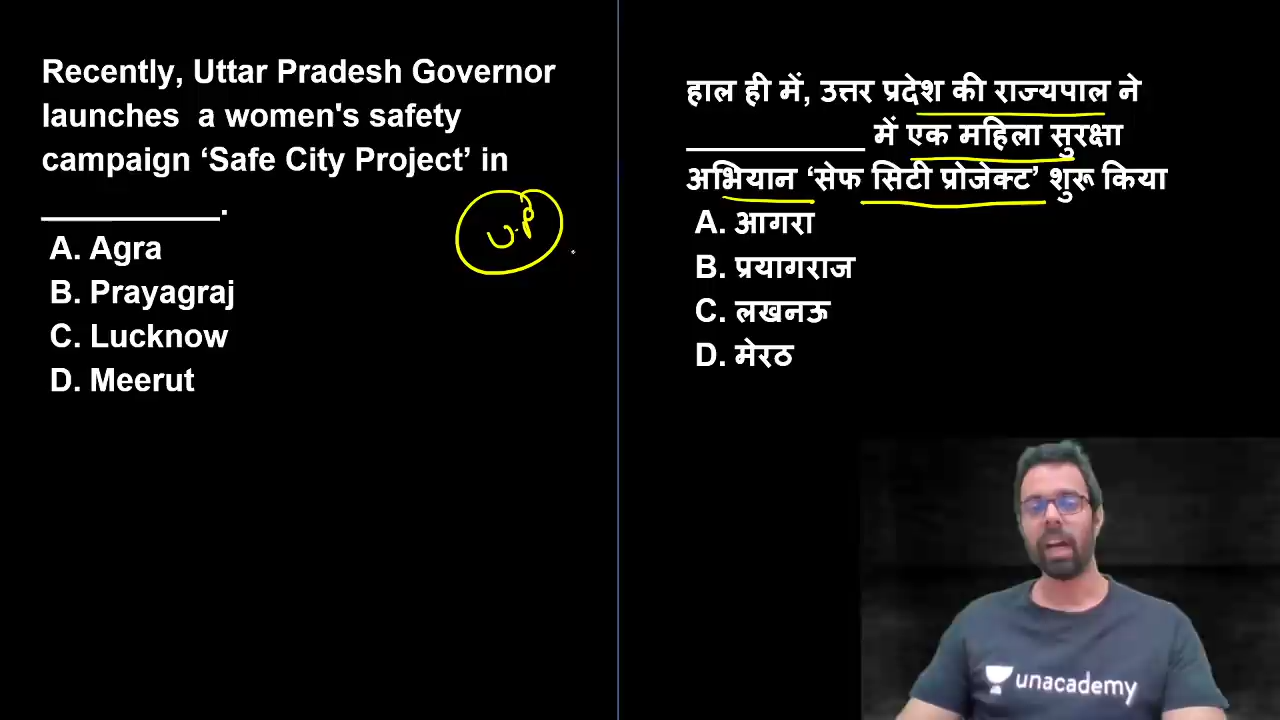 Recently, Uttar Pradesh Governor
launches a women's safety
campaign ‘Safe City Project’ in
__________.
A. Agra
B. Prayagraj
C. Lucknow
D. Meerut
U.P
हाल ही में, उत्तर प्रदेश की राज्यपाल ने
__________ में एक महिला सुरक्षा
अभियान ‘सेफ सिटी प्रोजेक्ट’ शुरू किया
A. आगरा
B. प्रयागराज
C. लखनऊ
D. मेरठ
unacademy